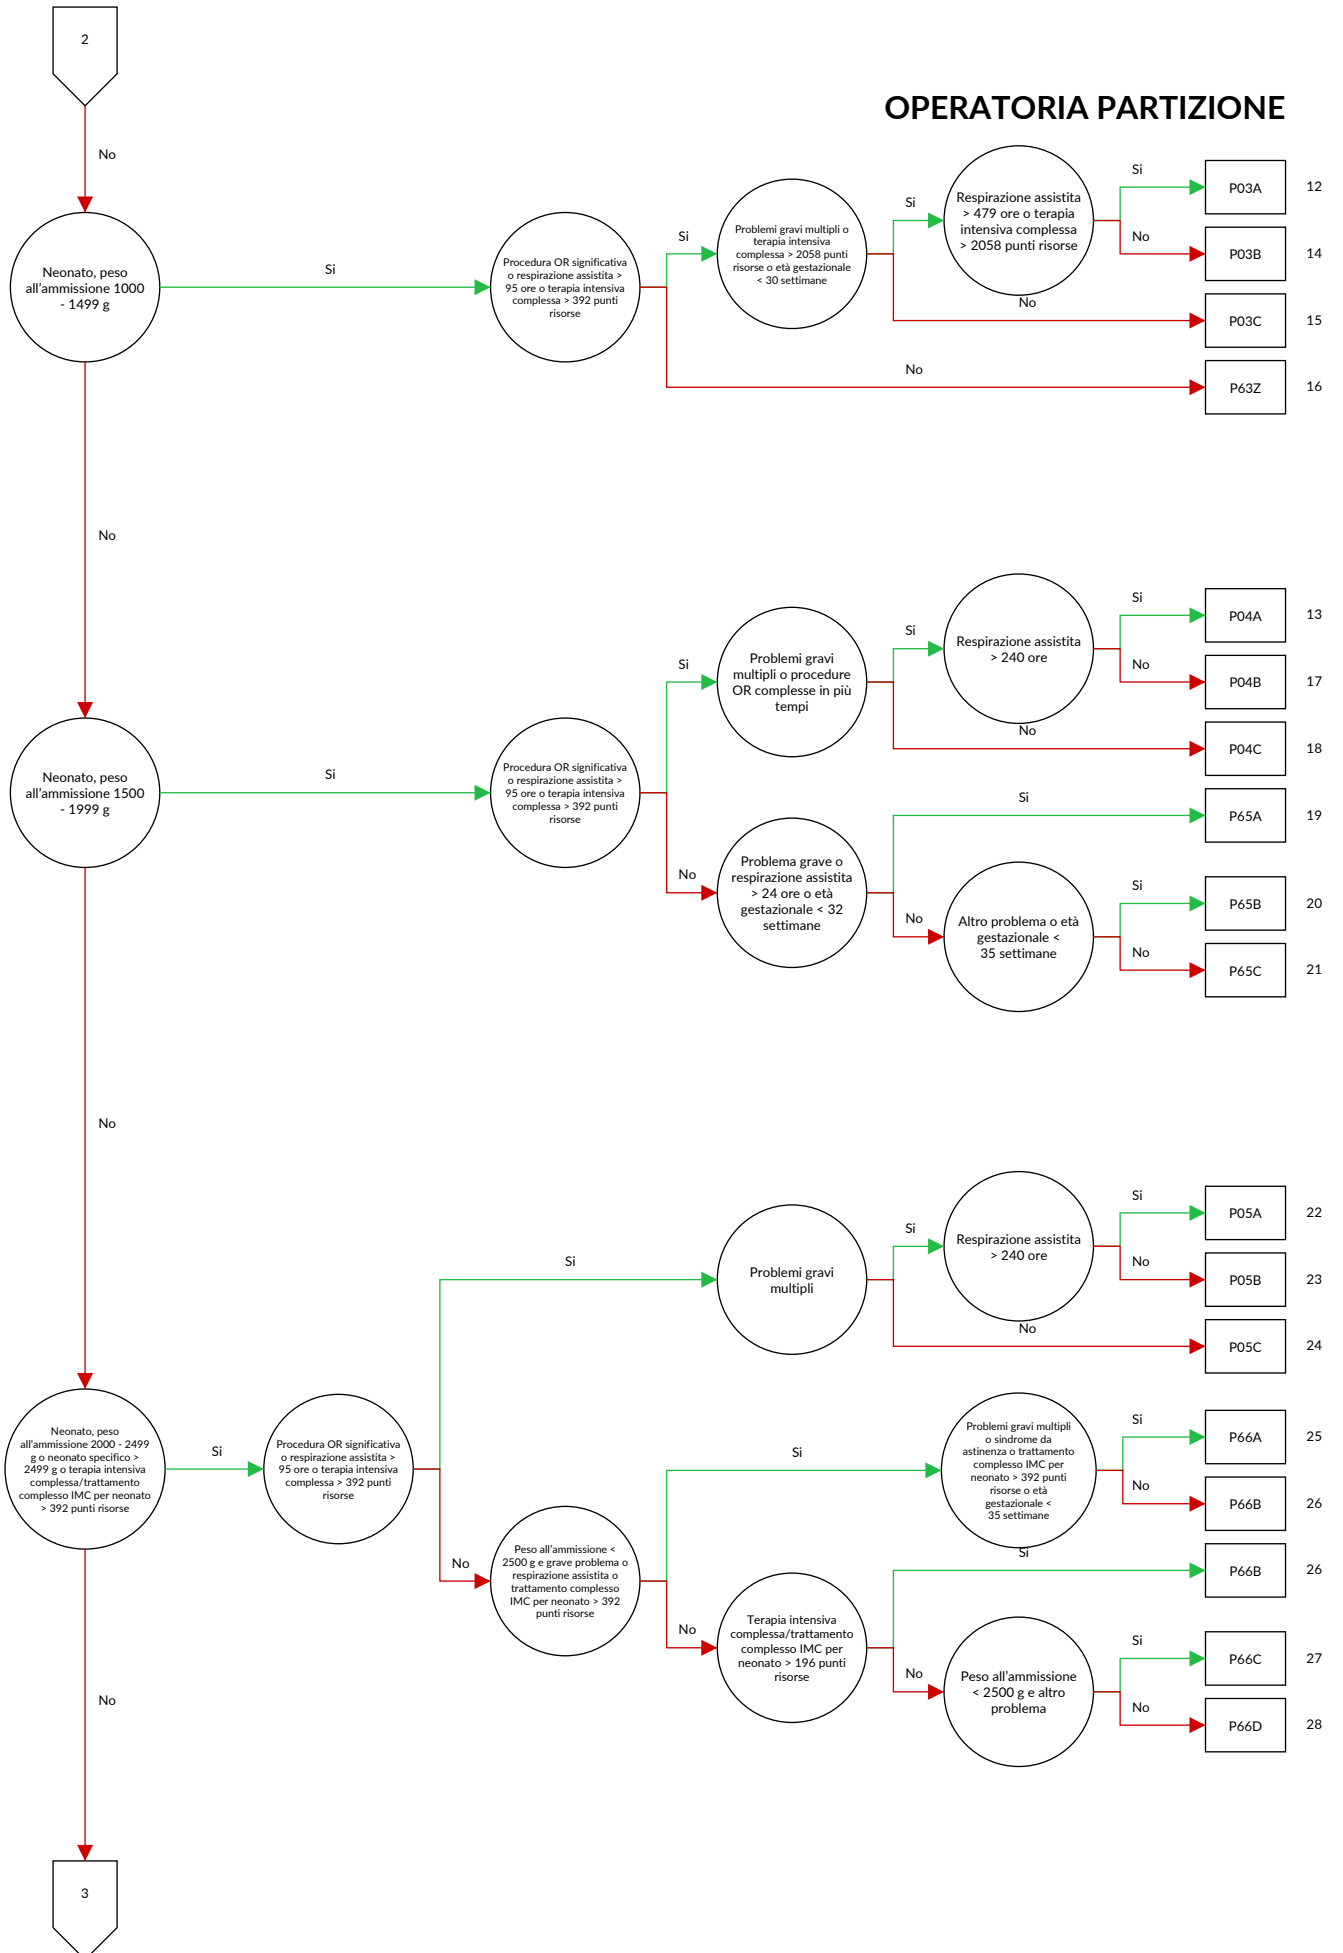 2
OPERATORIA PARTIZIONE
No
Neonato, peso
all'ammissione 1000
- 1499 g
Si
Procedura OR significativa
o respirazione assistita >
95 ore o terapia intensiva
complessa > 392 punti
risorse
Si
Problemi gravi multipli o
terapia intensiva
complessa > 2058 punti
risorse o età gestazionale
< 30 settimane
Si
Respirazione assistita
> 479 ore o terapia
intensiva complessa
> 2058 punti risorse
Si
P03A
12
No
P03B
14
No
P03C
15
No
P63Z
16
No
Neonato, peso
all'ammissione 1500
- 1999 g
Si
Procedura OR significativa
o respirazione assistita >
95 ore o terapia intensiva
complessa > 392 punti
risorse
Si
Problemi gravi
multipli o procedure
OR complesse in più
tempi
Si
Respirazione assistita
> 240 ore
Si
P04A
13
No
P04B
17
No
P04C
18
No
Problema grave o
respirazione assistita
> 24 ore o età
gestazionale < 32
settimane
Si
P65A
19
No
Altro problema o età
gestazionale <
35 settimane
Si
P65B
20
No
P65C
21
No
Neonato, peso
all'ammissione 2000 - 2499
g o neonato specifico >
2499 g o terapia intensiva
complessa/trattamento
complesso IMC per neonato
> 392 punti risorse
Si
Procedura OR significativa
o respirazione assistita >
95 ore o terapia intensiva
complessa > 392 punti
risorse
Si
Problemi gravi
multipli
Si
Respirazione assistita
> 240 ore
Si
P05A
22
No
P05B
23
No
P05C
24
No
Peso all'ammissione <
2500 g e grave problema o
respirazione assistita o
trattamento complesso
IMC per neonato > 392
punti risorse
Si
Problemi gravi multipli
o sindrome da
astinenza o trattamento
complesso IMC per
neonato > 392 punti
risorse o età
gestazionale <
35 settimane
Si
P66A
25
No
P66B
26
No
Terapia intensiva
complessa/trattamento
complesso IMC per
neonato > 196 punti
risorse
Si
P66B
26
No
Peso all'ammissione
< 2500 g e altro
problema
Si
P66C
27
No
P66D
28
No
3